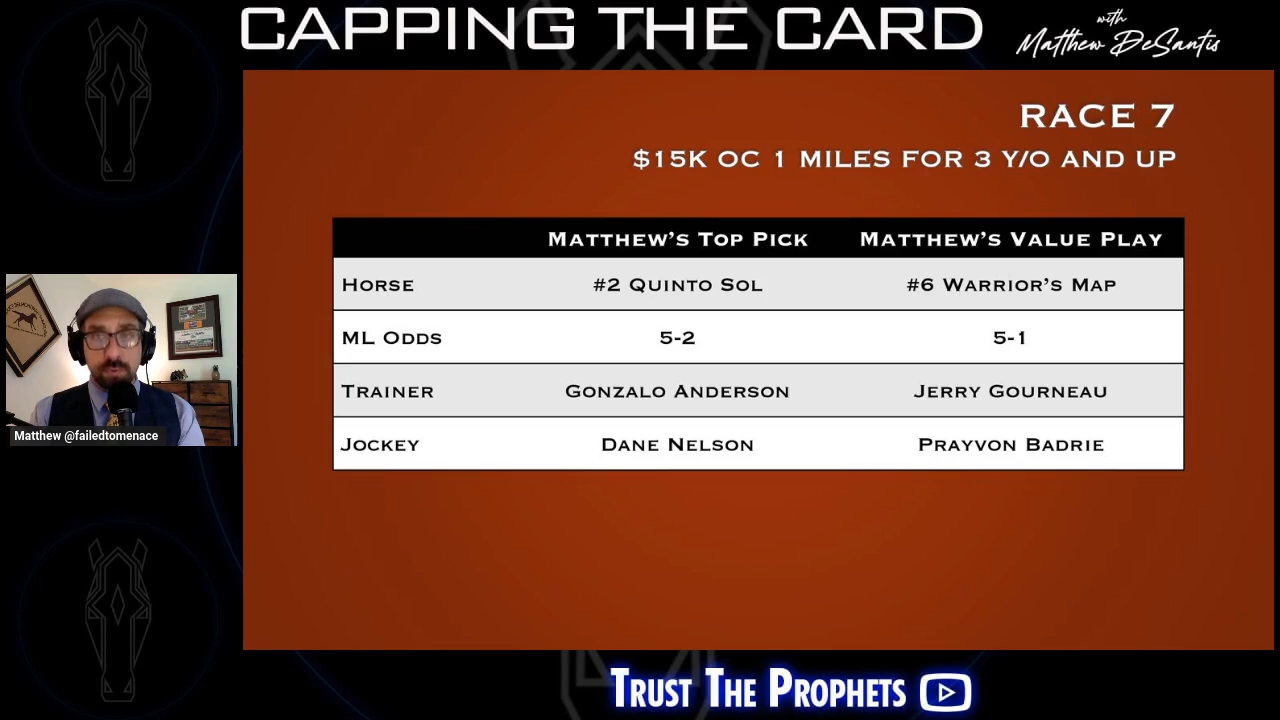 CAPPING THE CARD
with
Matthew DeSantis
RACE 7
$15K OC 1 MILES FOR 3 Y/O AND UP
MATTHEW'S TOP PICK MATTHEW'S VALUE PLAY
HORSE #2 QUINTO SOL #6 WARRIOR'S MAP
ML ODDS 5-2 5-1
TRAINER GONZALO ANDERSON JERRY GOURNEAU
JOCKEY DANE NELSON PRAYVON BADRIE
Matthew @failedtomenace
TRUST THE PROPHETS